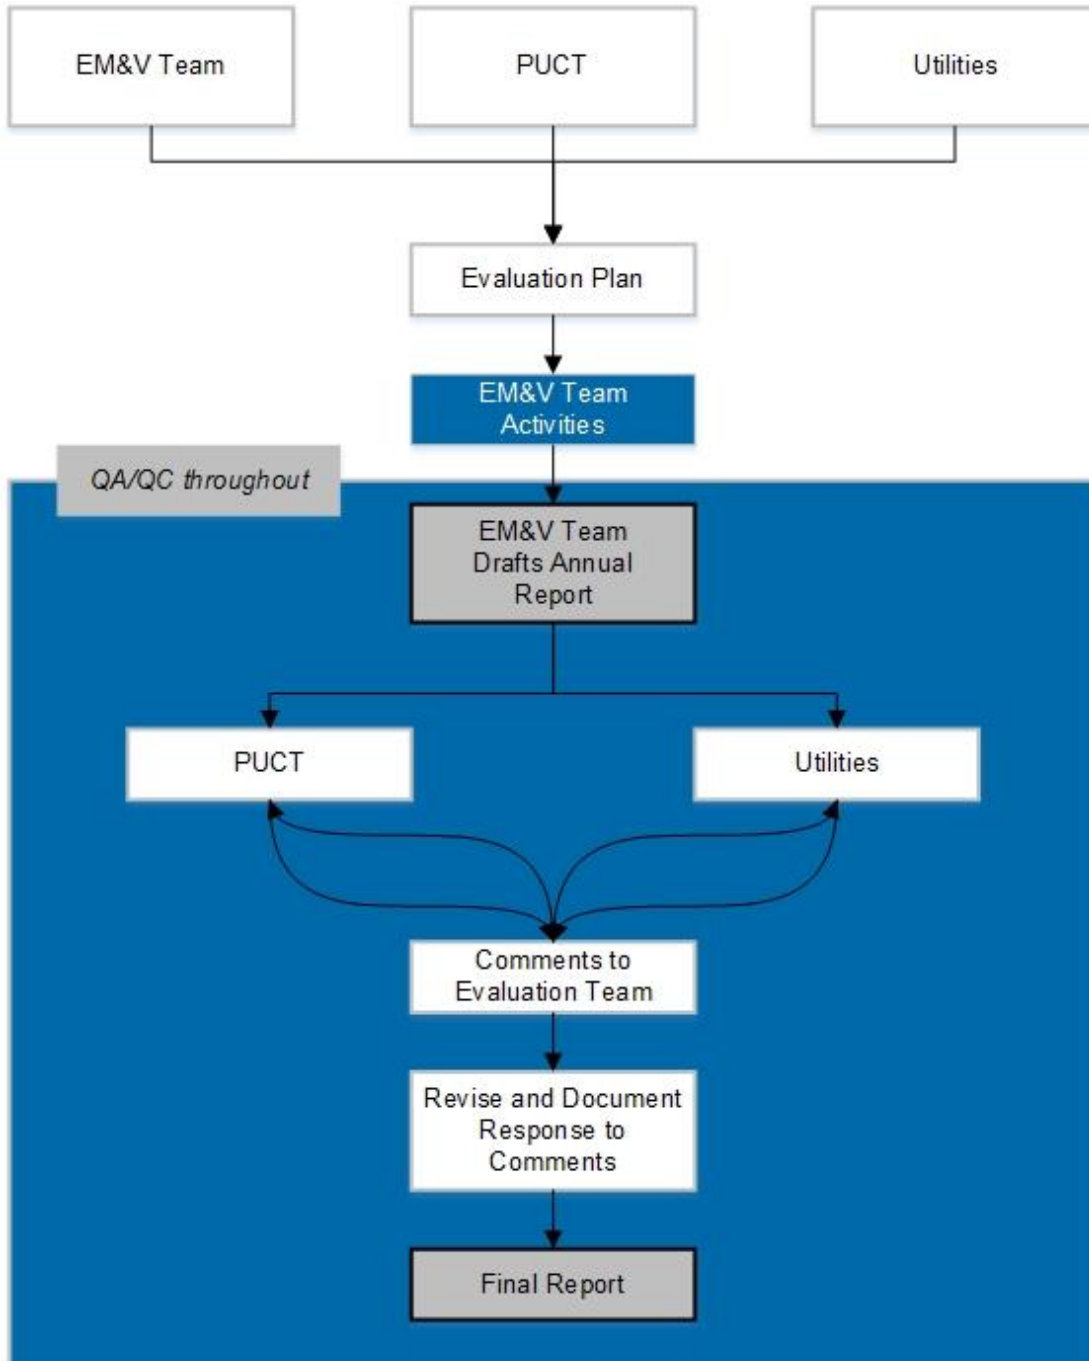 EM&V Team
PUCT
Utilities
Evaluation Plan
EM&V Team
Activities
QA/QC throughout
EM&V Team
Drafts Annual
Report
PUCT
Utilities
Comments to
Evaluation Team
Revise and Document
Response to
Comments
Final Report